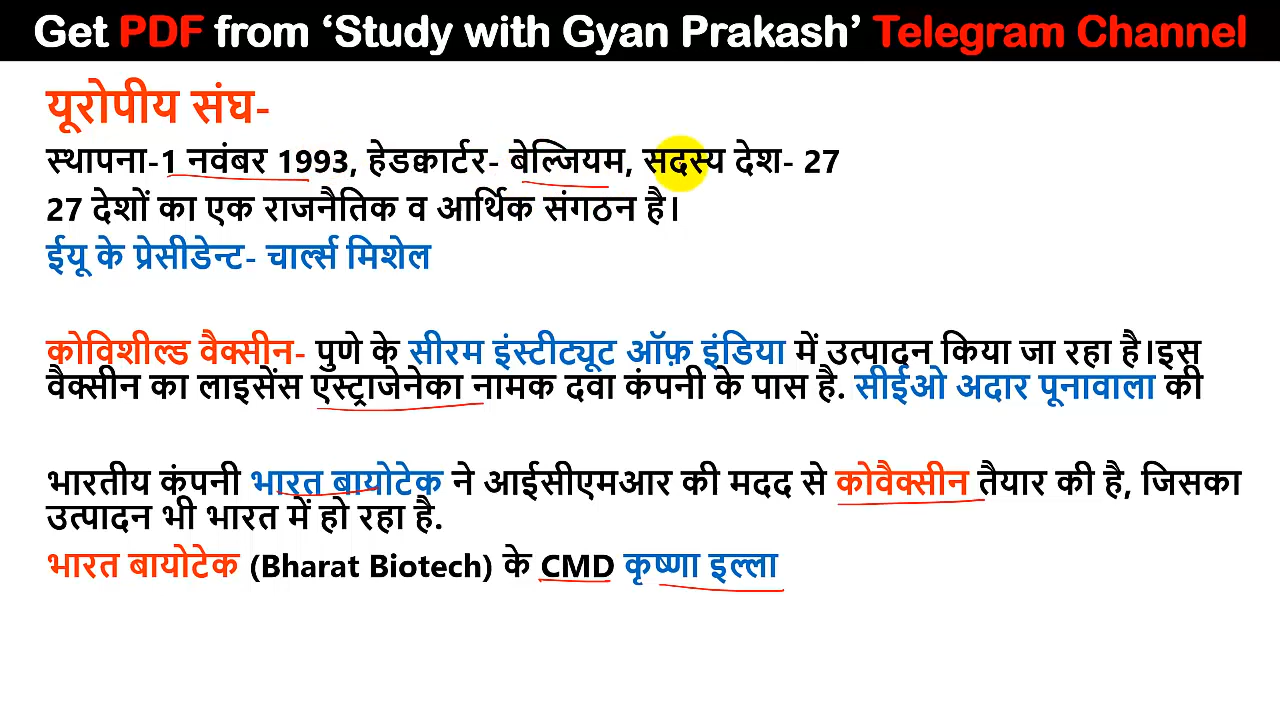 Get PDF from ‘Study with Gyan Prakash’ Telegram Channel
यूरोपीय संघ-
स्थापना-1 नवंबर 1993, हेडक्वार्टर- बेल्जियम, सदस्य देश- 27
27 देशों का एक राजनैतिक व आर्थिक संगठन है।
ईयू के प्रेसीडेन्ट- चार्ल्स मिशेल
कोविशील्ड वैक्सीन- पुणे के सीरम इंस्टीट्यूट ऑफ़ इंडिया में उत्पादन किया जा रहा है।इस
वैक्सीन का लाइसेंस एस्ट्राजेनेका नामक दवा कंपनी के पास है. सीईओ अदार पूनावाला की
भारतीय कंपनी भारत बायोटेक ने आईसीएमआर की मदद से कोवैक्सीन तैयार की है, जिसका
उत्पादन भी भारत में हो रहा है.
भारत बायोटेक (Bharat Biotech) के CMD कृष्णा इल्ला